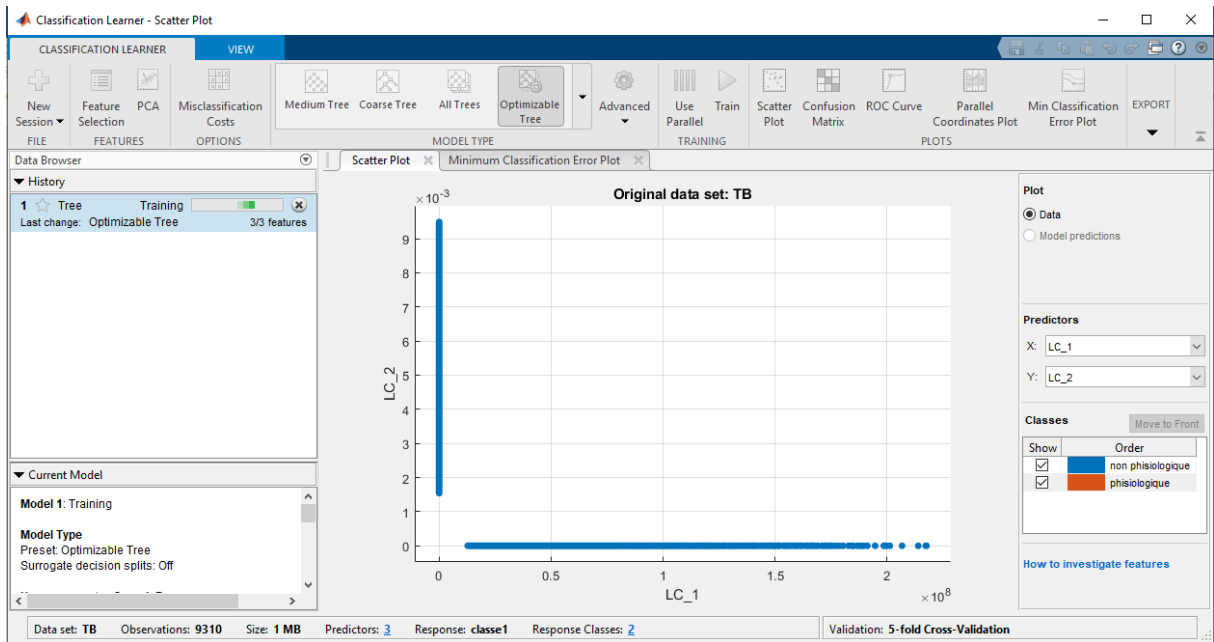 Classification Learner - Scatter Plot
CLASSIFICATION LEARNER VIEW
New Session
Feature Selection
PCA
Misclassification Costs
Medium Tree
Coarse Tree
All Trees
Optimizable Tree
Advanced
Use Parallel
Train
Scatter Plot
Confusion Matrix
ROC Curve
Parallel Coordinates Plot
Min Classification Error Plot
EXPORT
FILE FEATURES OPTIONS MODEL TYPE TRAINING PLOTS
Data Browser
History
1 Tree Training
Last change: Optimizable Tree 3/3 features
Current Model
Model 1: Training
Model Type
Preset: Optimizable Tree
Surrogate decision splits: Off
Scatter Plot Minimum Classification Error Plot
Original data set: TB
×10-3
9
8
7
6
5
4
3
2
1
0
LC_2
0 0.5 1 1.5 2
LC_1
×10^8
Plot
Data
Model predictions
Predictors
X: LC_1
Y: LC_2
Classes Move to Front
Show Order
non phisiologique
phisiologique
How to investigate features
Data set: TB Observations: 9310 Size: 1 MB Predictors: 3 Response: classe1 Response Classes: 2 Validation: 5-fold Cross-Validation